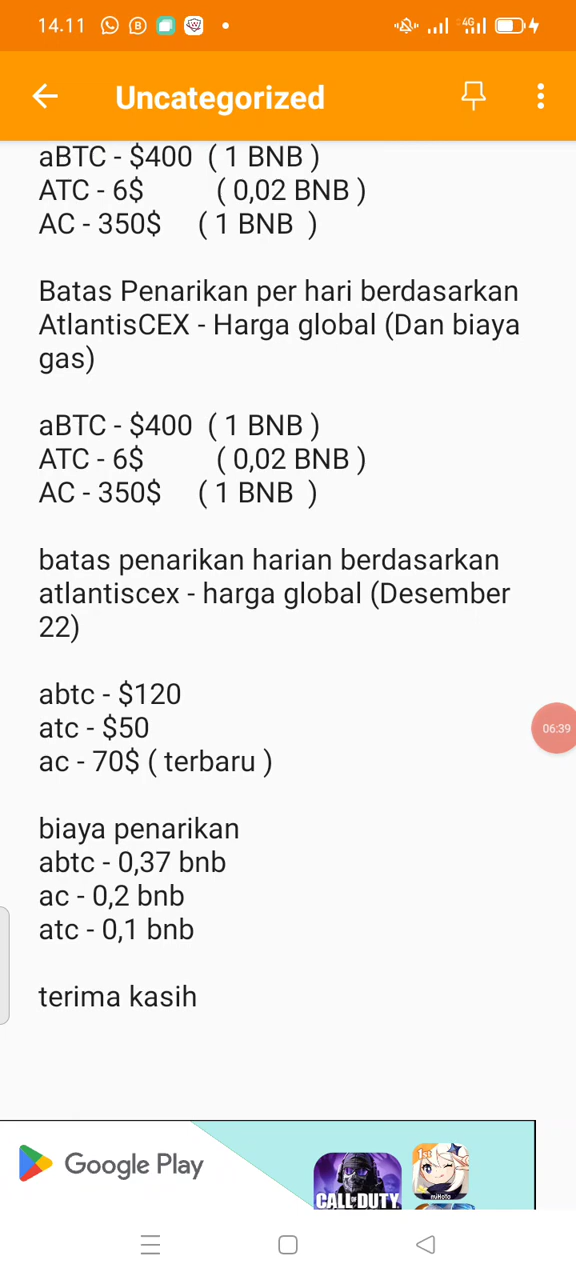 14.11
4G
Uncategorized
aBTC - $400 ( 1 BNB )
ATC - 6$ ( 0,02 BNB )
AC - 350$ ( 1 BNB )
Batas Penarikan per hari berdasarkan
AtlantisCEX - Harga global (Dan biaya
gas)
aBTC - $400 ( 1 BNB )
ATC - 6$ ( 0,02 BNB )
AC - 350$ ( 1 BNB )
batas penarikan harian berdasarkan
atlantiscex - harga global (Desember
22)
abtc - $120
atc - $50
06:39
ac - 70$ ( terbaru )
biaya penarikan
abtc - 0,37 bnb
ac - 0,2 bnb
atc - 0,1 bnb
terima kasih
Google Play
1st
miHoYo
CALL OF DUTY